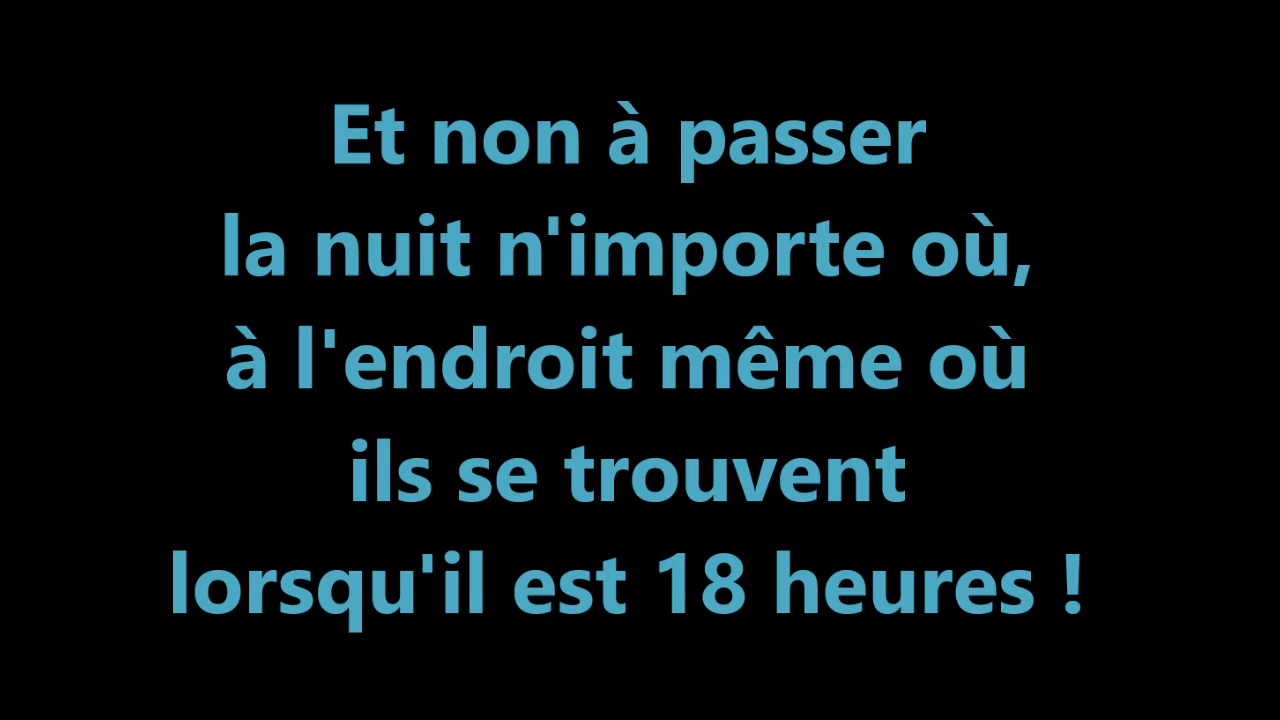 Et non à passer
la nuit n'importe où,
à l'endroit même où
ils se trouvent
lorsqu'il est 18 heures !